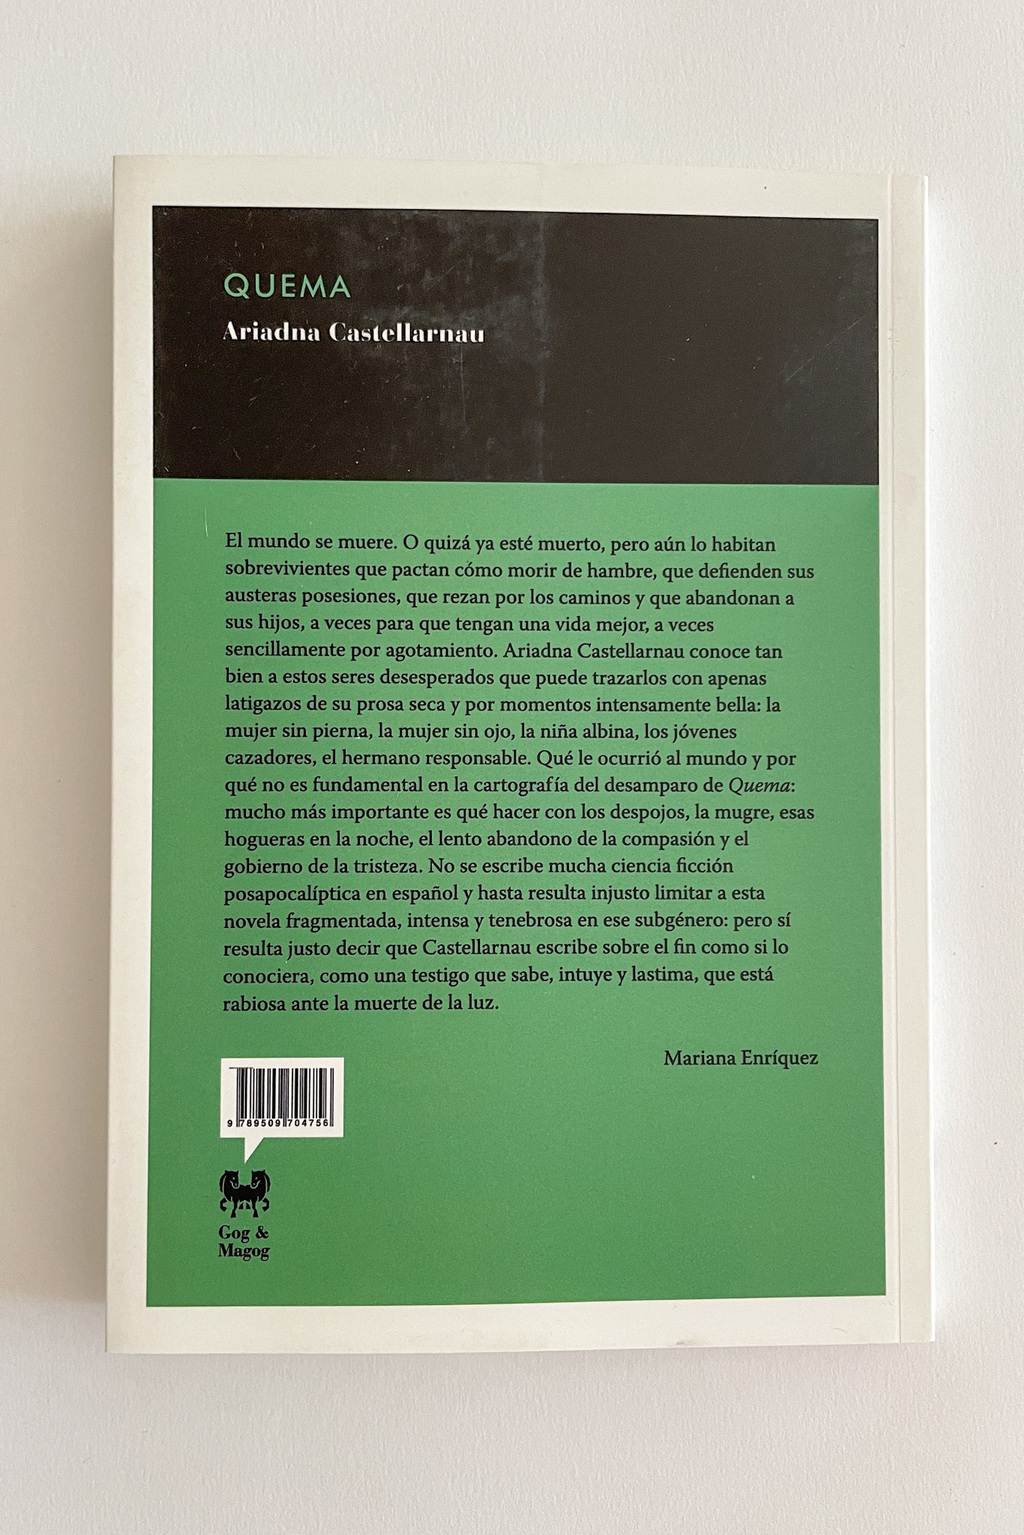 QUEMA
Ariadna Castellarnau
El mundo se muere. O quizá ya esté muerto, pero aún lo habitan
sobrevivientes que pactan cómo morir de hambre, que defienden sus
austeras posesiones, que rezan por los caminos y que abandonan a
sus hijos, a veces para que tengan una vida mejor, a veces
sencillamente por agotamiento. Ariadna Castellarnau conoce tan
bien a estos seres desesperados que puede trazarlos con apenas
latigazos de su prosa seca y por momentos intensamente bella: la
mujer sin pierna, la mujer sin ojo, la niña albina, los jóvenes
cazadores, el hermano responsable. Qué le ocurrió al mundo y por
qué no es fundamental en la cartografía del desamparo de Quema:
mucho más importante es qué hacer con los despojos, la mugre, esas
hogueras en la noche, el lento abandono de la compasión y el
gobierno de la tristeza. No se escribe mucha ciencia ficción
posapocalíptica en español y hasta resulta injusto limitar a esta
novela fragmentada, intensa y tenebrosa en ese subgénero: pero sí
resulta justo decir que Castellarnau escribe sobre el fin como si lo
conociera, como una testigo que sabe, intuye y lastima, que está
rabiosa ante la muerte de la luz.
Mariana Enríquez
9 789509 704756
Gog &
Magog